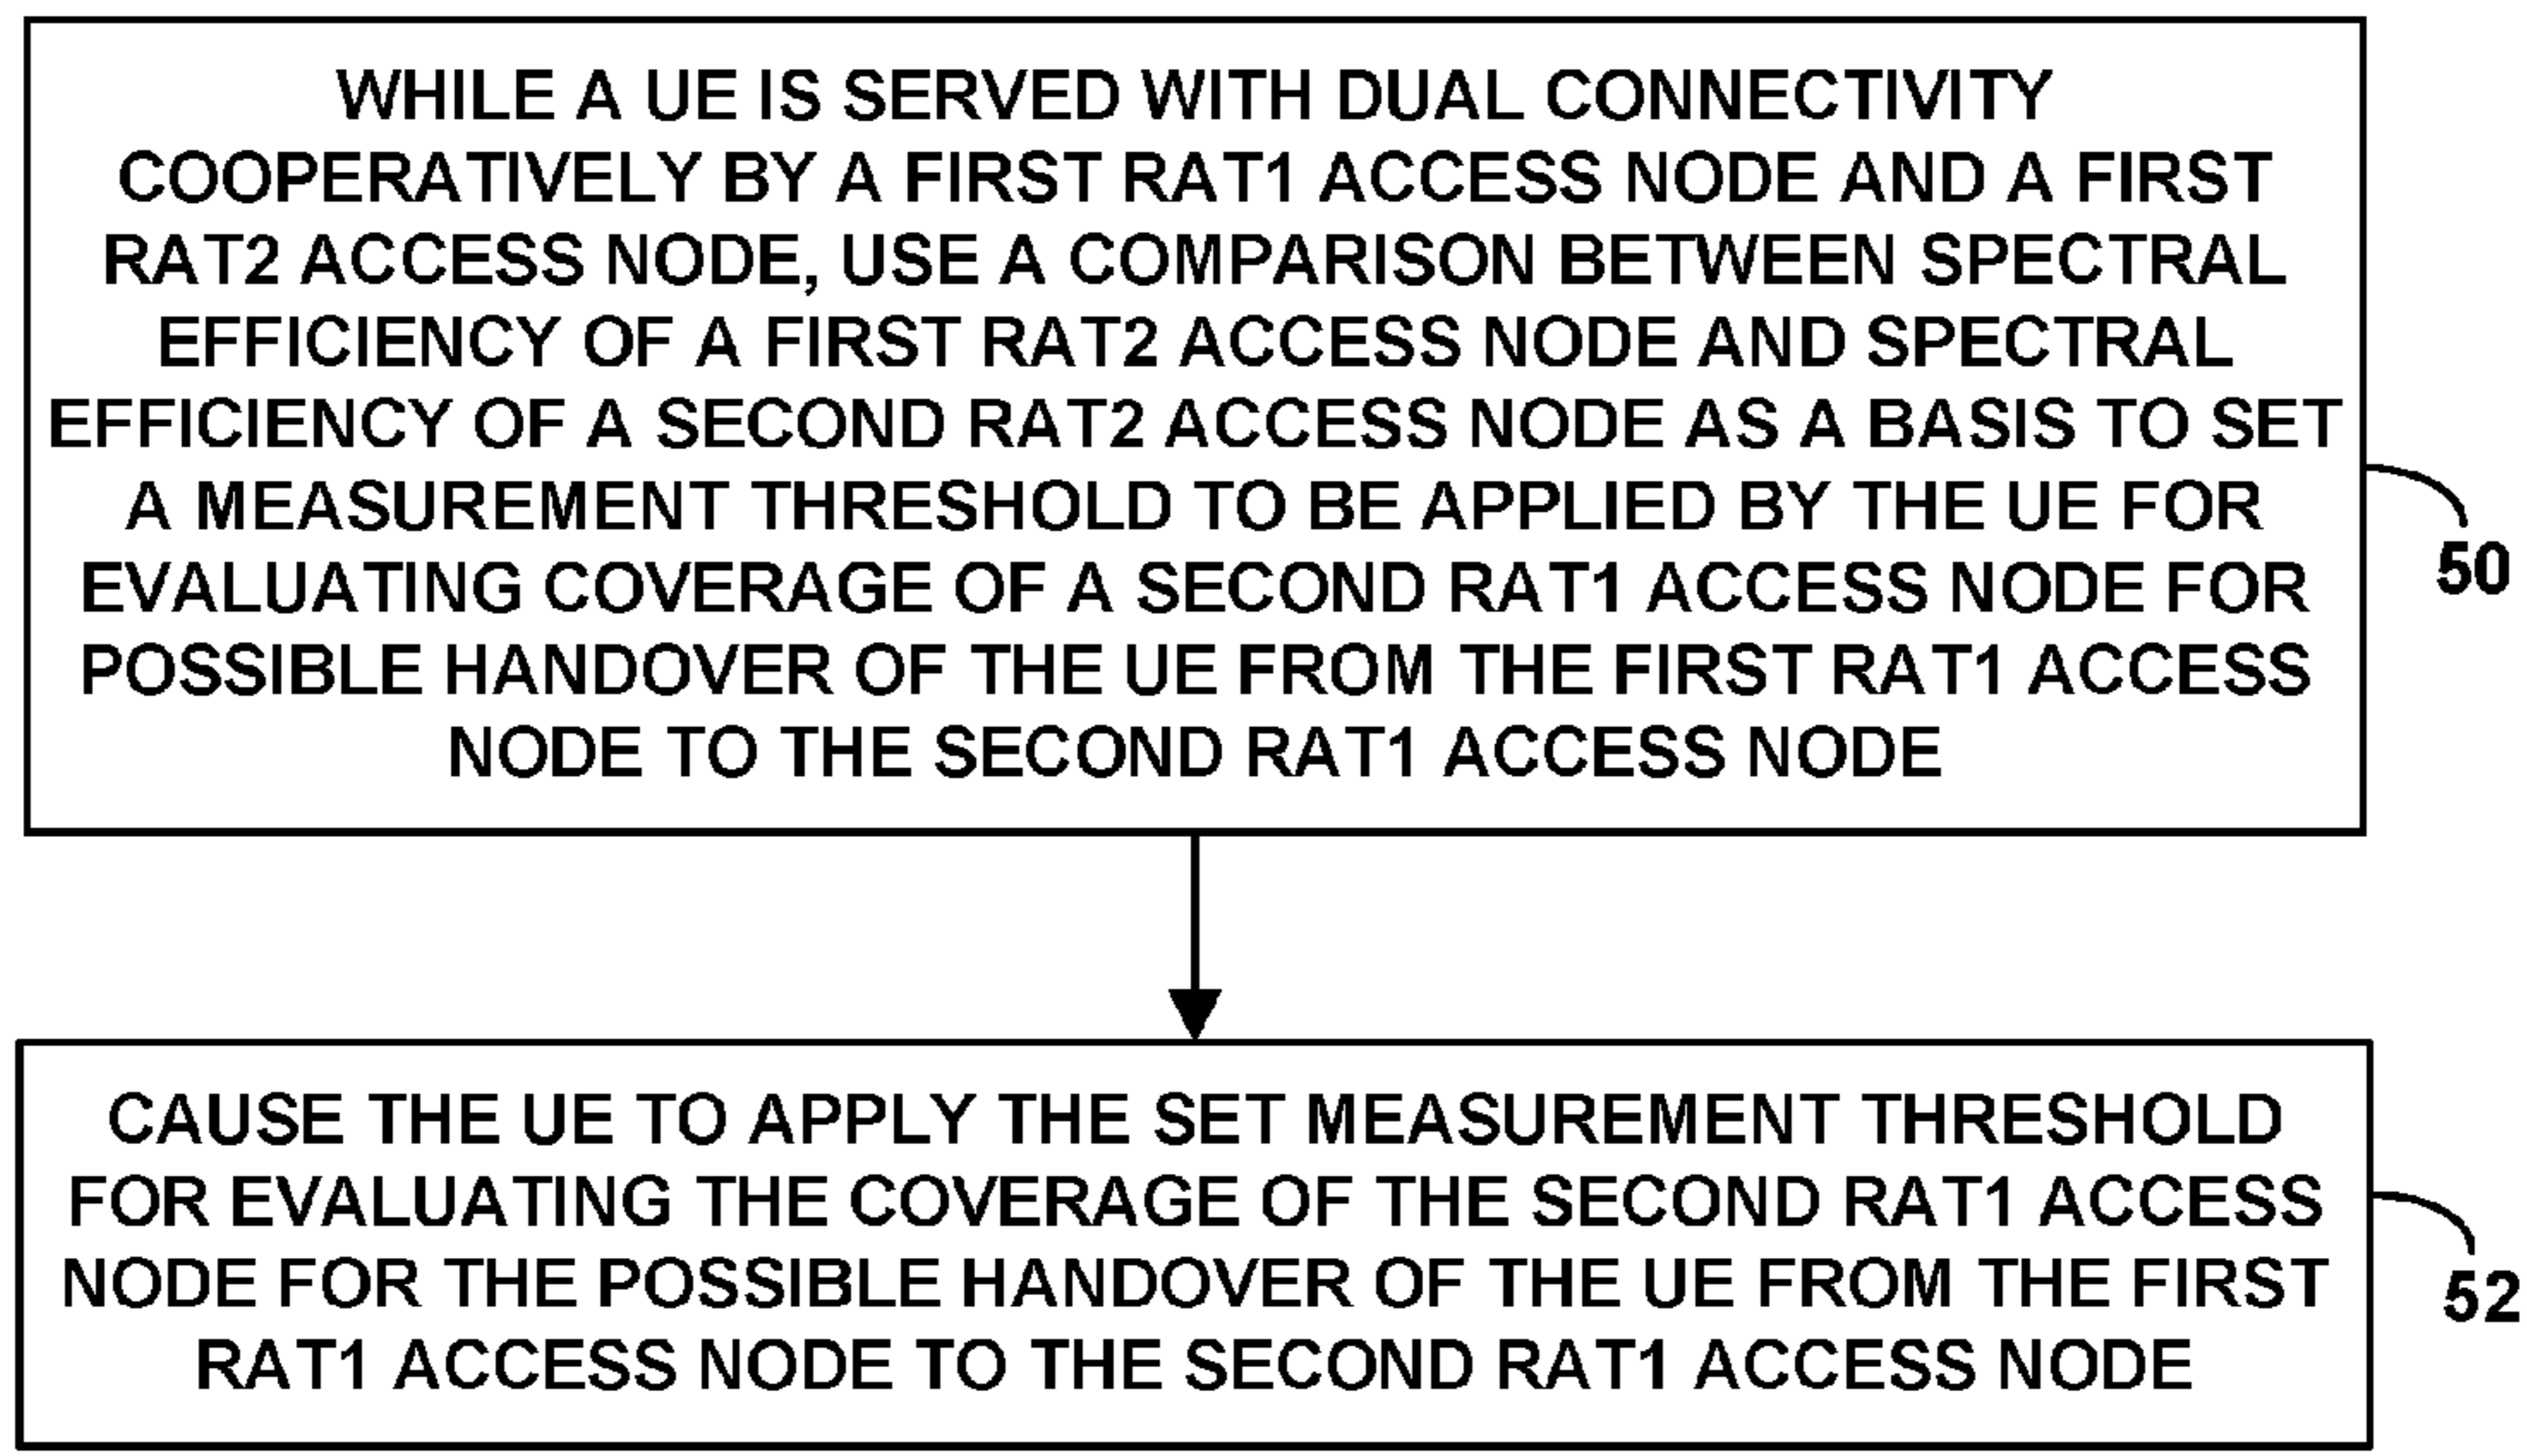 WHILE A UE IS SERVED WITH DUAL CONNECTIVITY
COOPERATIVELY BY A FIRST RAT1 ACCESS NODE AND A FIRST
RAT2 ACCESS NODE, USE A COMPARISON BETWEEN SPECTRAL
EFFICIENCY OF A FIRST RAT2 ACCESS NODE AND SPECTRAL
EFFICIENCY OF A SECOND RAT2 ACCESS NODE AS A BASIS TO SET
A MEASUREMENT THRESHOLD TO BE APPLIED BY THE UE FOR
EVALUATING COVERAGE OF A SECOND RAT1 ACCESS NODE FOR
POSSIBLE HANDOVER OF THE UE FROM THE FIRST RAT1 ACCESS
NODE TO THE SECOND RAT1 ACCESS NODE
50
CAUSE THE UE TO APPLY THE SET MEASUREMENT THRESHOLD
FOR EVALUATING THE COVERAGE OF THE SECOND RAT1 ACCESS
NODE FOR THE POSSIBLE HANDOVER OF THE UE FROM THE FIRST
RAT1 ACCESS NODE TO THE SECOND RAT1 ACCESS NODE
52